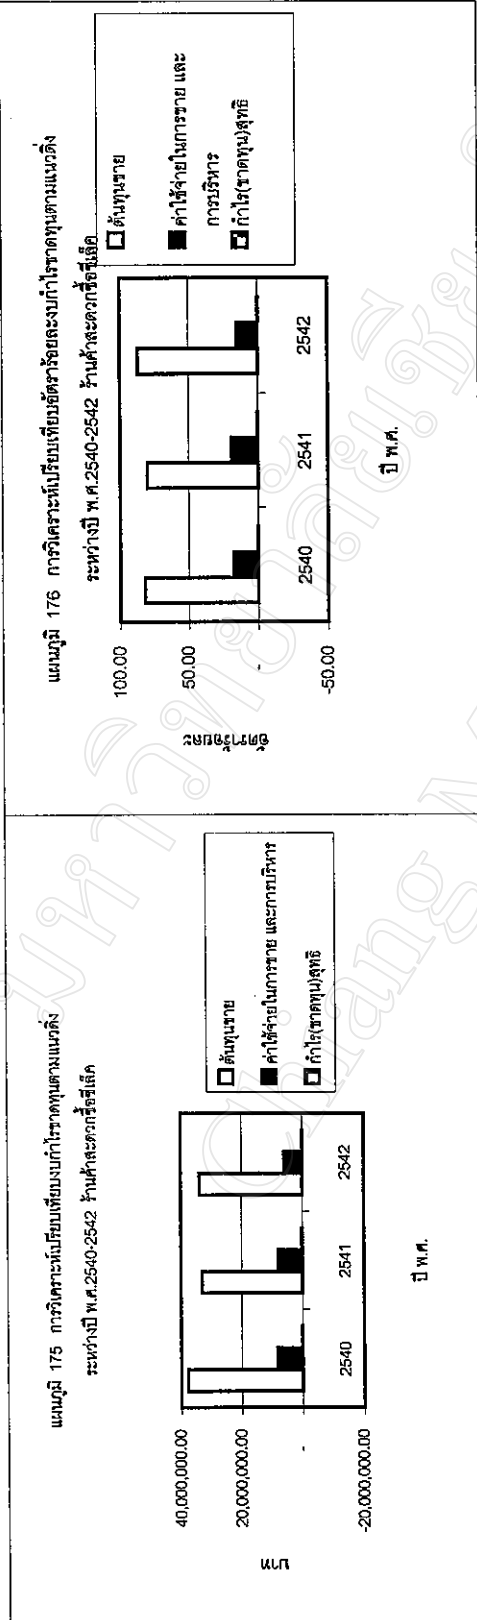 แผนภูมิ 175 การวิเคราะห์เปรียบเทียบงบกำไรขาดทุนตามแนวดิ่ง
ระหว่างปี พ.ศ.2540-2542 ร้านค้าสะดวกซื้อซีเล็ค
40,000,000.00
20,000,000.00
-
-20,000,000.00
บาท
2540
2541
2542
ปี พ.ศ.
ต้นทุนขาย
ค่าใช้จ่ายในการขาย และการบริหาร
กำไร(ขาดทุน)สุทธิ
แผนภูมิ 176 การวิเคราะห์เปรียบเทียบอัตราร้อยละงบกำไรขาดทุนตามแนวดิ่ง
ระหว่างปี พ.ศ.2540-2542 ร้านค้าสะดวกซื้อซีเล็ค
100.00
50.00
-
-50.00
อัตราร้อยละ
2540
2541
2542
ปี พ.ศ.
ต้นทุนขาย
ค่าใช้จ่ายในการขาย และ
การบริหาร
กำไร(ขาดทุน)สุทธิ
Chiang